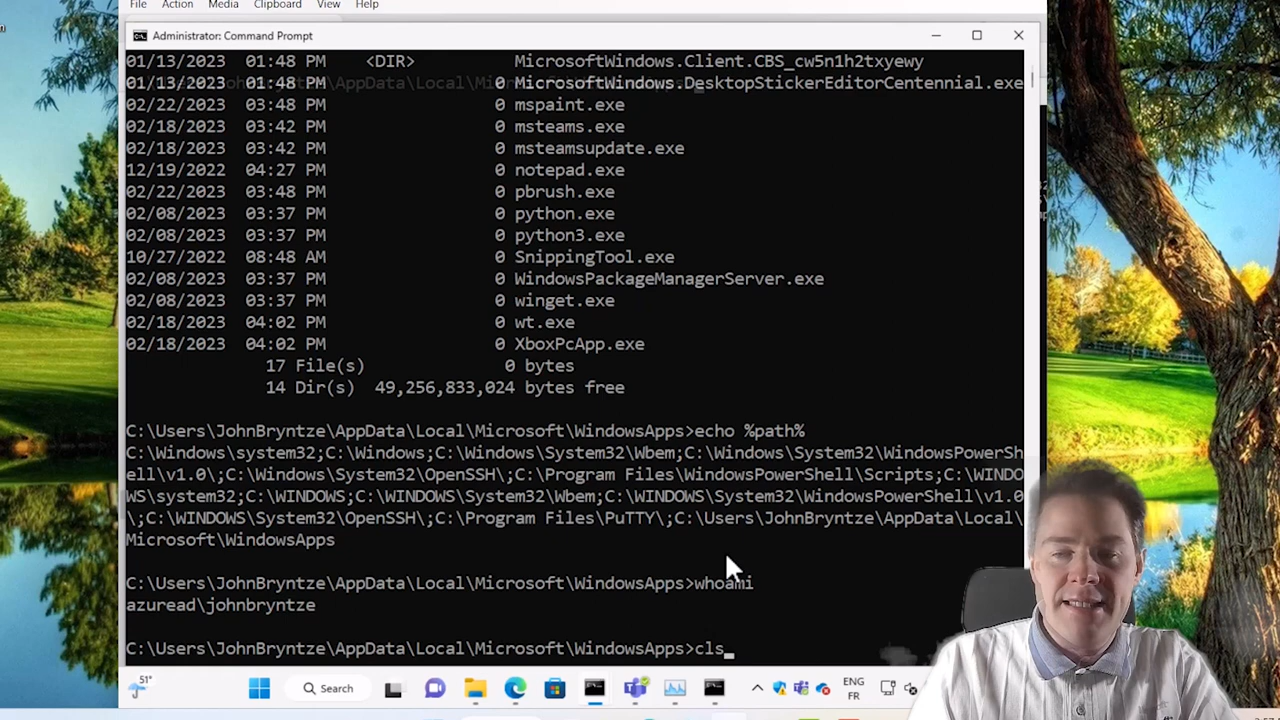 File Action Media Clipboard View Help
Administrator: Command Prompt
01/13/2023 01:48 PM <DIR> MicrosoftWindows.Client.CBS_cw5n1h2txyewy
01/13/2023 01:48 PM 0 MicrosoftWindows.DesktopStickerEditorCentennial.exe
02/22/2023 03:48 PM 0 mspaint.exe
02/18/2023 03:42 PM 0 msteams.exe
02/18/2023 03:42 PM 0 msteamsupdate.exe
12/19/2022 04:27 PM 0 notepad.exe
02/22/2023 03:48 PM 0 pbrush.exe
02/08/2023 03:37 PM 0 python.exe
02/08/2023 03:37 PM 0 python3.exe
10/27/2022 08:48 AM 0 SnippingTool.exe
02/08/2023 03:37 PM 0 WindowsPackageManagerServer.exe
02/08/2023 03:37 PM 0 winget.exe
02/18/2023 04:02 PM 0 wt.exe
02/18/2023 04:02 PM 0 XboxPcApp.exe
17 File(s) 0 bytes
14 Dir(s) 49,256,833,024 bytes free
C:\Users\JohnBryntze\AppData\Local\Microsoft\WindowsApps>echo %path%
C:\Windows\system32;C:\Windows;C:\Windows\System32\Wbem;C:\Windows\System32\WindowsPowerSh
ell\v1.0\;C:\Windows\System32\OpenSSH\;C:\Program Files\WindowsPowerShell\Scripts;C:\WINDO
WS\system32;C:\WINDOWS;C:\WINDOWS\System32\Wbem;C:\WINDOWS\System32\WindowsPowerShell\v1.0
\;C:\WINDOWS\System32\OpenSSH\;C:\Program Files\PuTTY\;C:\Users\JohnBryntze\AppData\Local\
Microsoft\WindowsApps
C:\Users\JohnBryntze\AppData\Local\Microsoft\WindowsApps>whoami
azuread\johnbryntze
C:\Users\JohnBryntze\AppData\Local\Microsoft\WindowsApps>cls
51°
Search
ENG
FR